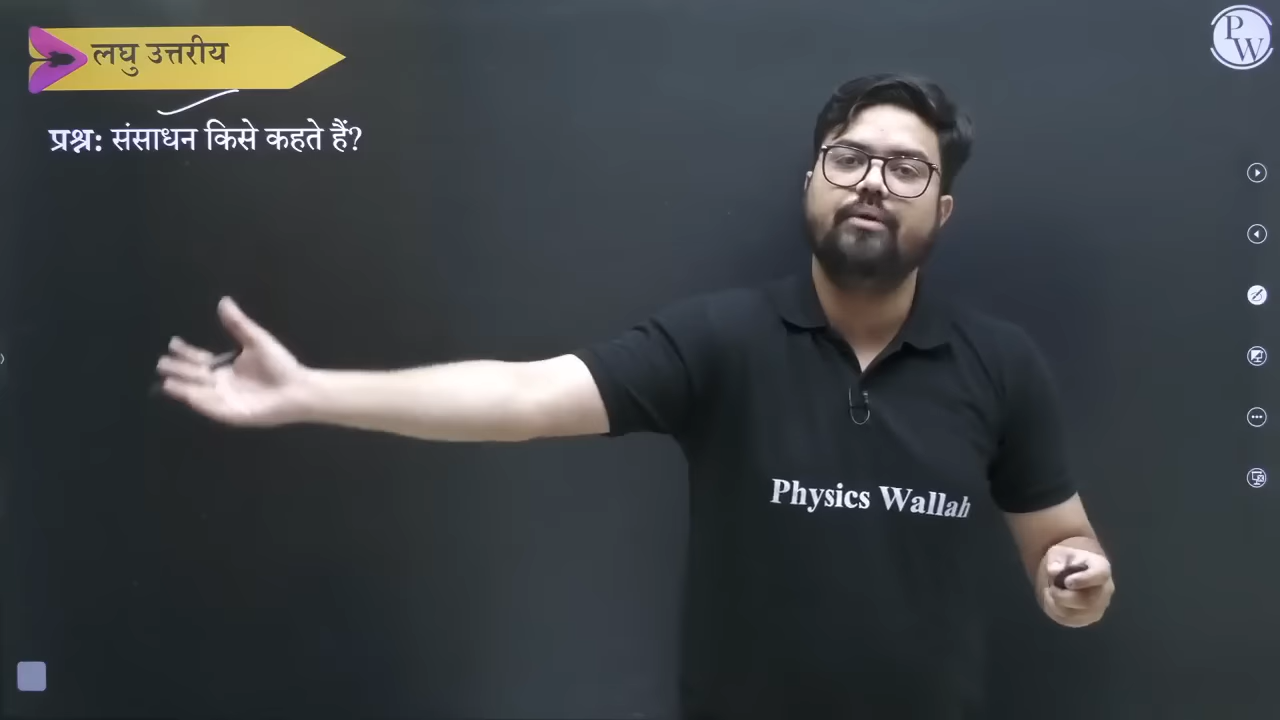 लघु उत्तरीय
PW
प्रश्न: संसाधन किसे कहते हैं?
Physics Wallah